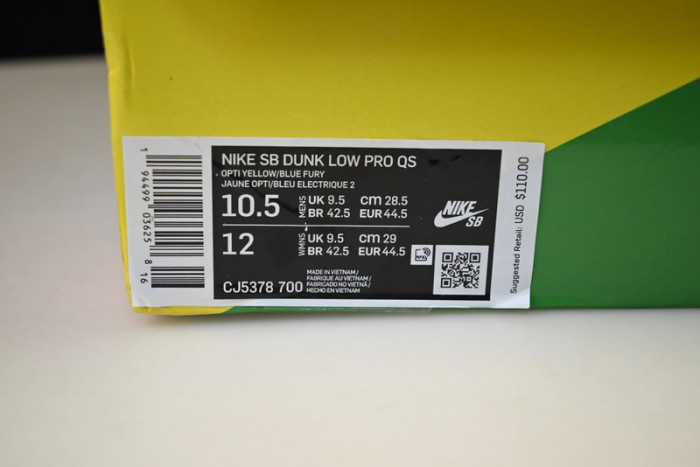 NIKE SB DUNK LOW PRO QS
OPTI YELLOW/BLUE FURY
JAUNE OPTI/BLEU ELECTRIQUE 2
10.5 MENS UK 9.5 CM 28.5
BR 42.5 EUR 44.5
12 WMNS UK 9.5 CM 29
BR 42.5 EUR 44.5
CJ5378 700
MADE IN VIETNAM /
FABRIQUE AU VIETNAM /
FABRICADO NO VIETNÃ /
HECHO EN VIETNAM
NIKE
SB
1 94499 03625 8 16
Suggested Retail: USD $110.00